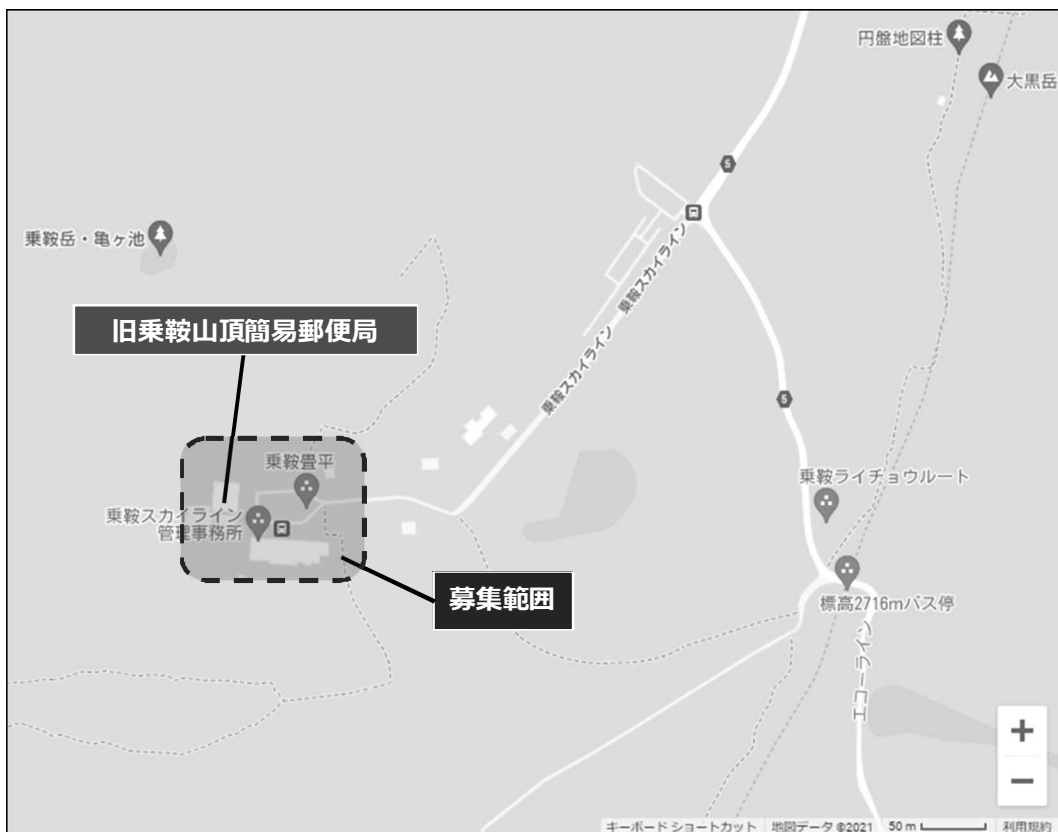 円盤地図柱
大黒岳
5
乗鞍岳・亀ヶ池
乗鞍スカイライン
乗鞍スカイライン
旧乗鞍山頂簡易郵便局
5
乗鞍畳平
乗鞍ライチョウルート
乗鞍スカイライン
管理事務所
募集範囲
標高2716mバス停
エコーライン
+
−
キーボード ショートカット
地図データ ©2021
50 m
利用規約